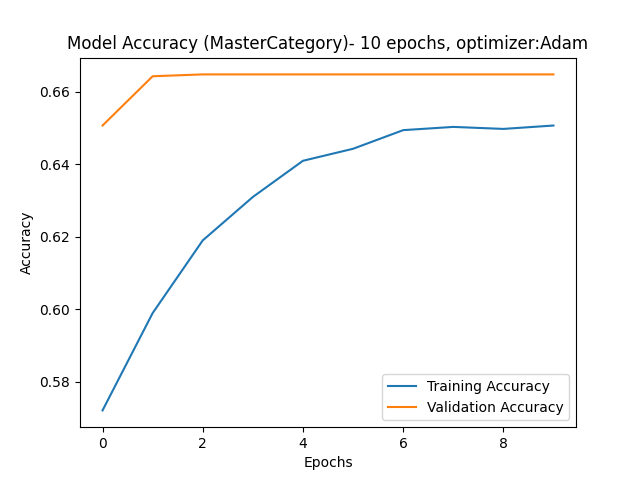 Model Accuracy (MasterCategory)- 10 epochs, optimizer:Adam
0.66
0.64
0.62
0.60
0.58
Accuracy
Training Accuracy
Validation Accuracy
0 2 4 6 8
Epochs